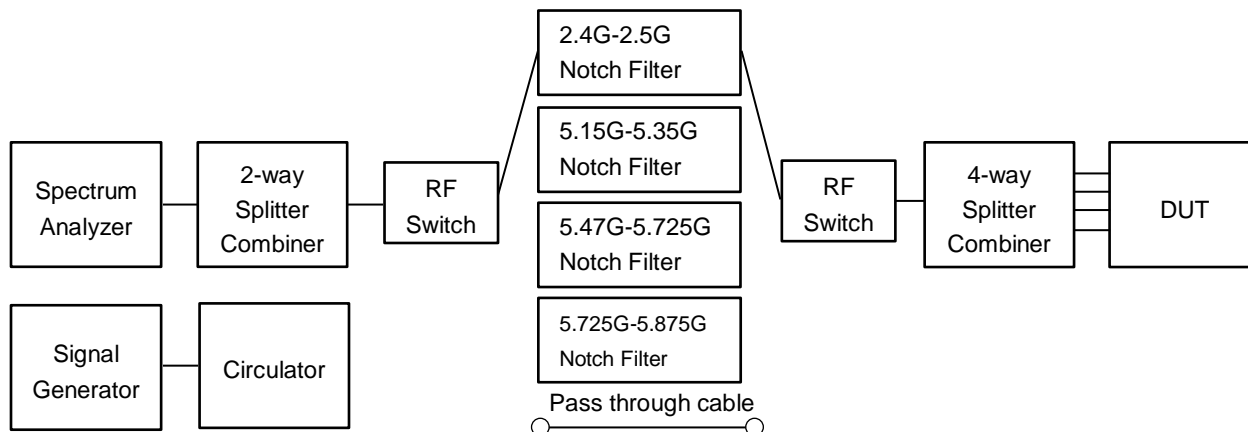 2.4G-2.5G
Notch Filter
5.15G-5.35G
Notch Filter
5.47G-5.725G
Notch Filter
5.725G-5.875G
Notch Filter
Pass through cable
Spectrum
Analyzer
2-way
Splitter
Combiner
RF
Switch
RF
Switch
4-way
Splitter
Combiner
DUT
Signal
Generator
Circulator